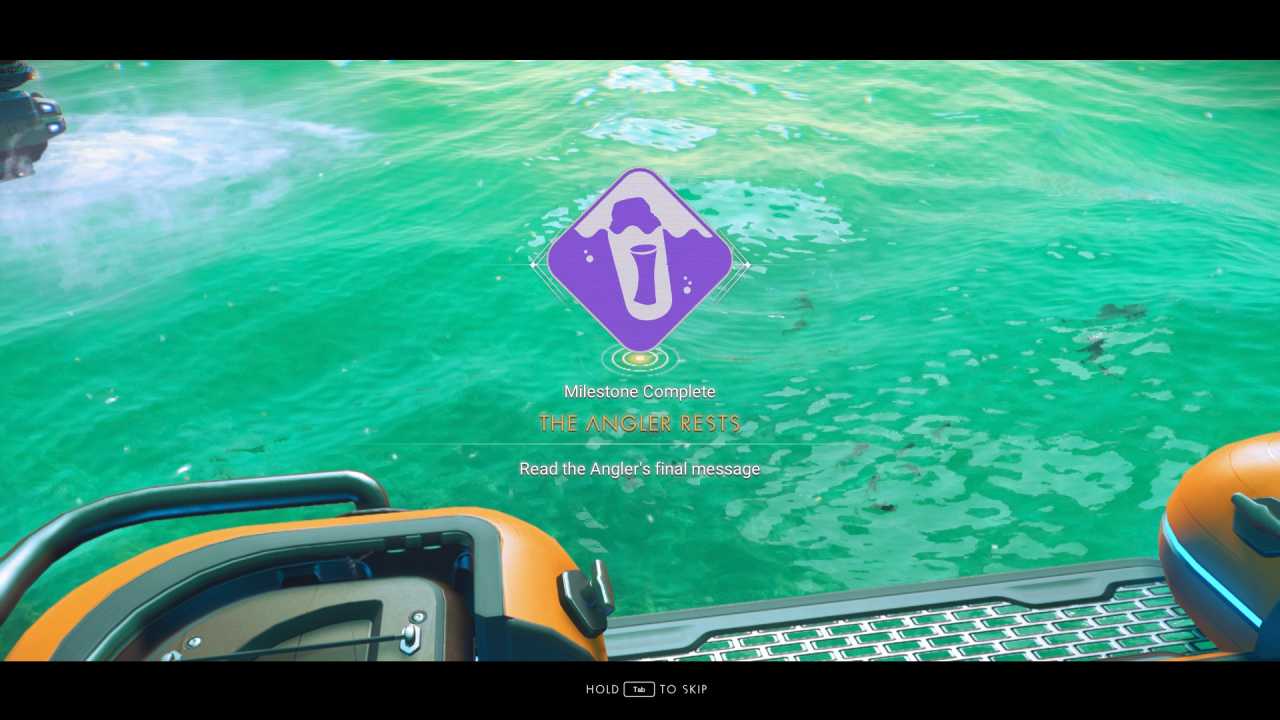 Milestone Complete
THE ANGLER RESTS
Read the Angler's final message
HOLD Tab TO SKIP